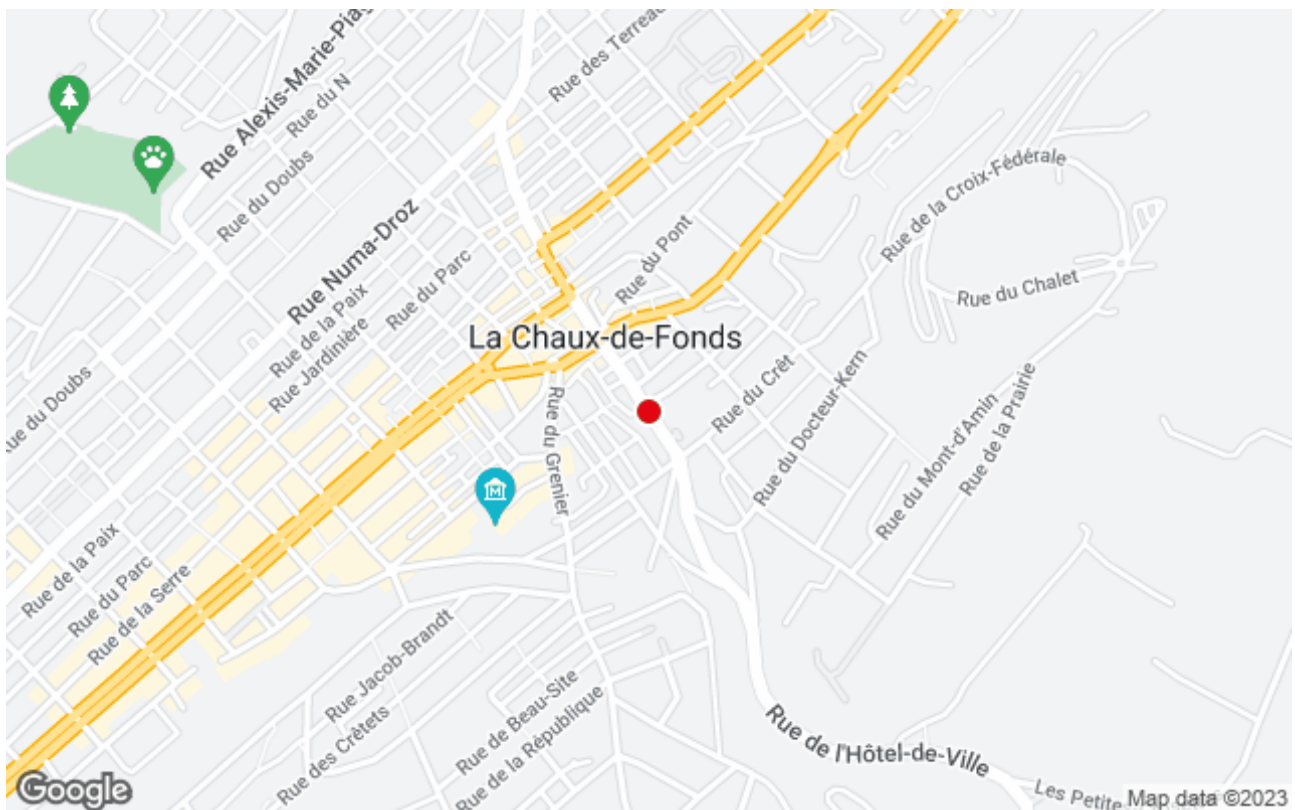 Rue Alexis-Marie-Piag
Rue du N
Rue des Terreau
Rue du Doubs
Rue de la Croix-Fédérale
Rue Numa-Droz
Rue du Parc
Rue du Pont
Rue du Chalet
Rue de la Paix
Rue Jardinière
La Chaux-de-Fonds
Rue du Doubs
Rue du Grenier
Rue du Crêt
Rue du Docteur-Kern
Rue du Mont-d'Amin
Rue de la Prairie
M
Rue de la Paix
Rue du Parc
Rue de la Serre
Rue Jacob-Brandt
Rue des Crêtets
Rue de Beau-Site
Rue de la République
Rue de l'Hôtel-de-Ville
Les Petite
Google
Map data ©2023